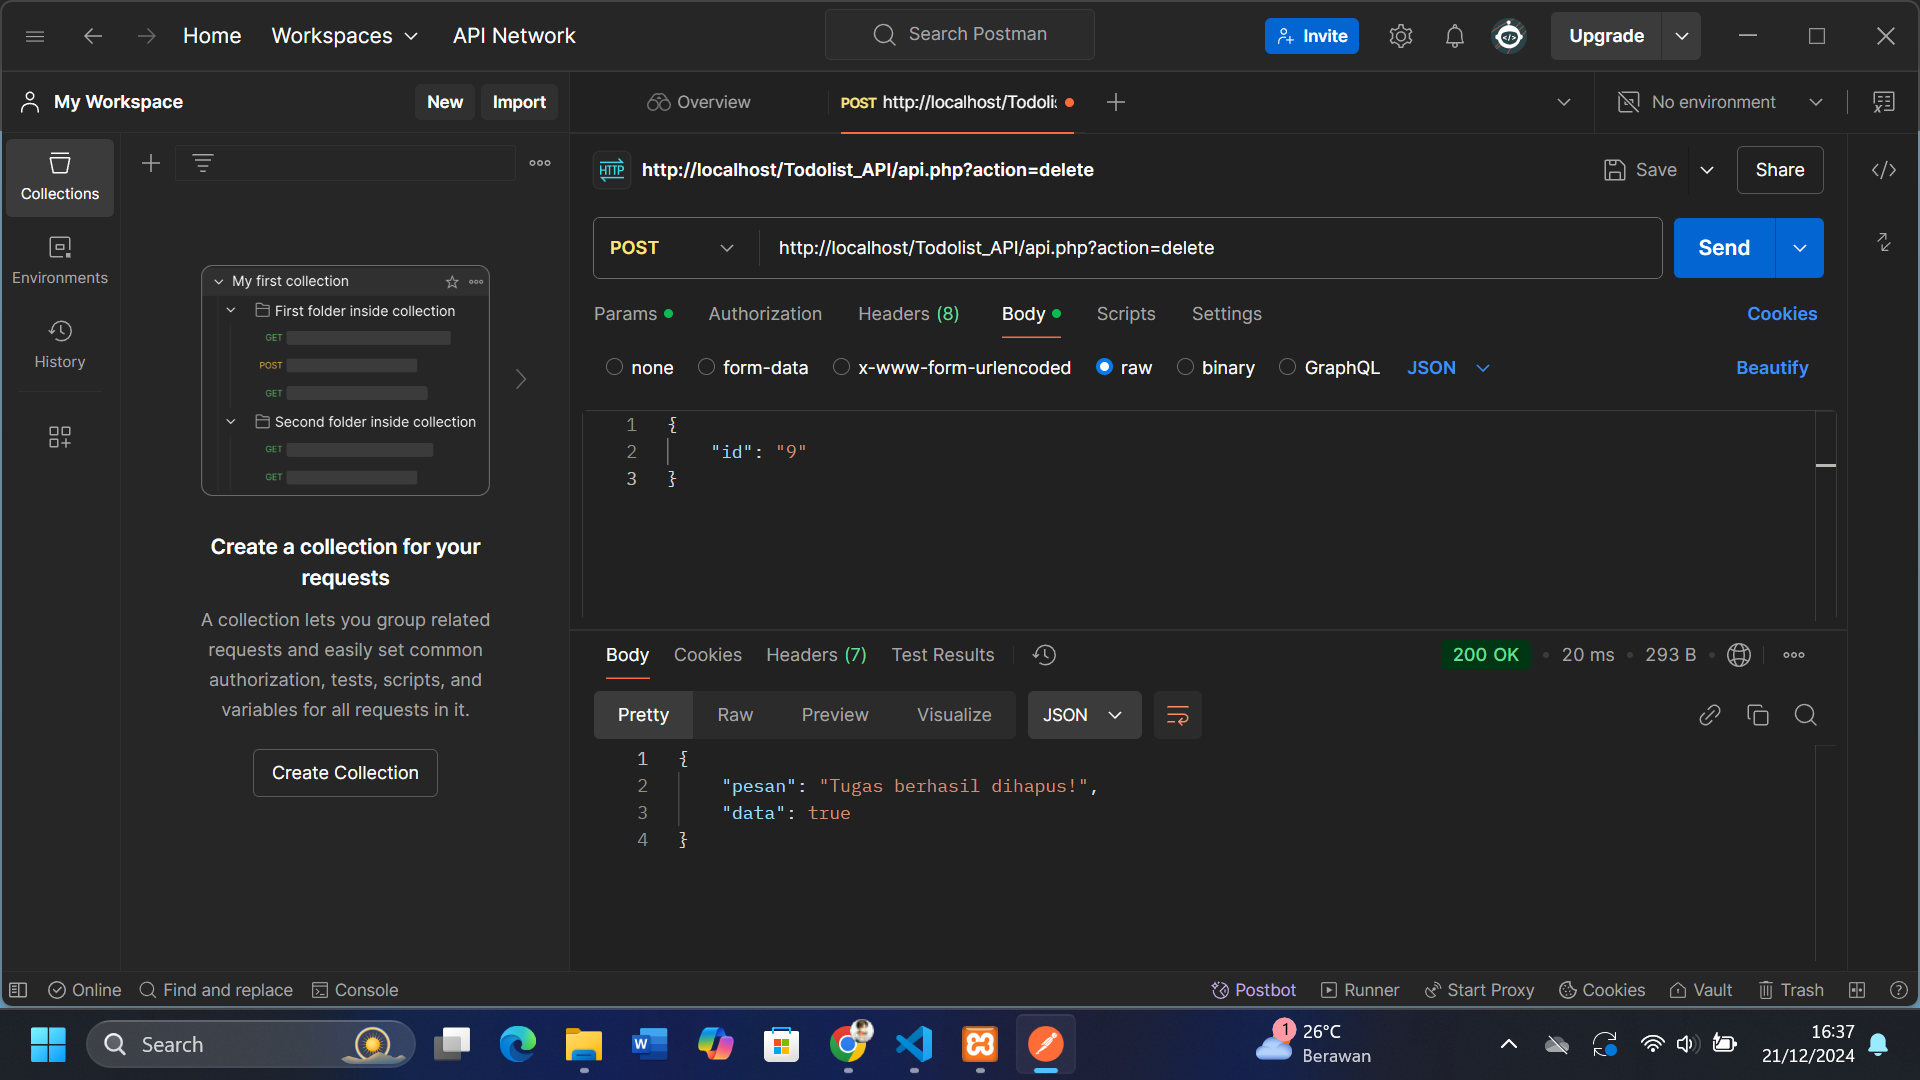 Home
Workspaces
API Network
Search Postman
Invite
Upgrade
My Workspace
New
Import
Overview
POST http://localhost/Todolis
No environment
Collections
Environments
History
My first collection
First folder inside collection
GET
POST
GET
Second folder inside collection
GET
GET
Create a collection for your
requests
A collection lets you group related
requests and easily set common
authorization, tests, scripts, and
variables for all requests in it.
Create Collection
HTTP
http://localhost/Todolist_API/api.php?action=delete
Save
Share
POST
http://localhost/Todolist_API/api.php?action=delete
Send
Params
Authorization
Headers (8)
Body
Scripts
Settings
Cookies
none
form-data
x-www-form-urlencoded
raw
binary
GraphQL
JSON
Beautify
1 {
2 "id": "9"
3 }
Body
Cookies
Headers (7)
Test Results
200 OK
20 ms
293 B
Pretty
Raw
Preview
Visualize
JSON
1 {
2 "pesan": "Tugas berhasil dihapus!",
3 "data": true
4 }
Online
Find and replace
Console
Postbot
Runner
Start Proxy
Cookies
Vault
Trash
Search
W
1
26°C
Berawan
16:37
21/12/2024